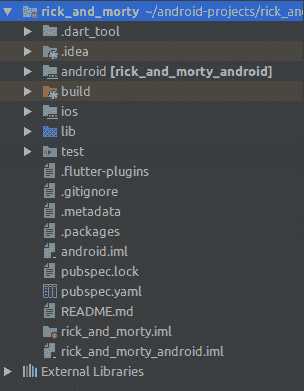 rick_and_morty ~/android-projects/rick_an
.dart_tool
.idea
android [rick_and_morty_android]
build
ios
lib
test
.flutter-plugins
.gitignore
.metadata
.packages
android.iml
pubspec.lock
pubspec.yaml
README.md
rick_and_morty.iml
rick_and_morty_android.iml
External Libraries